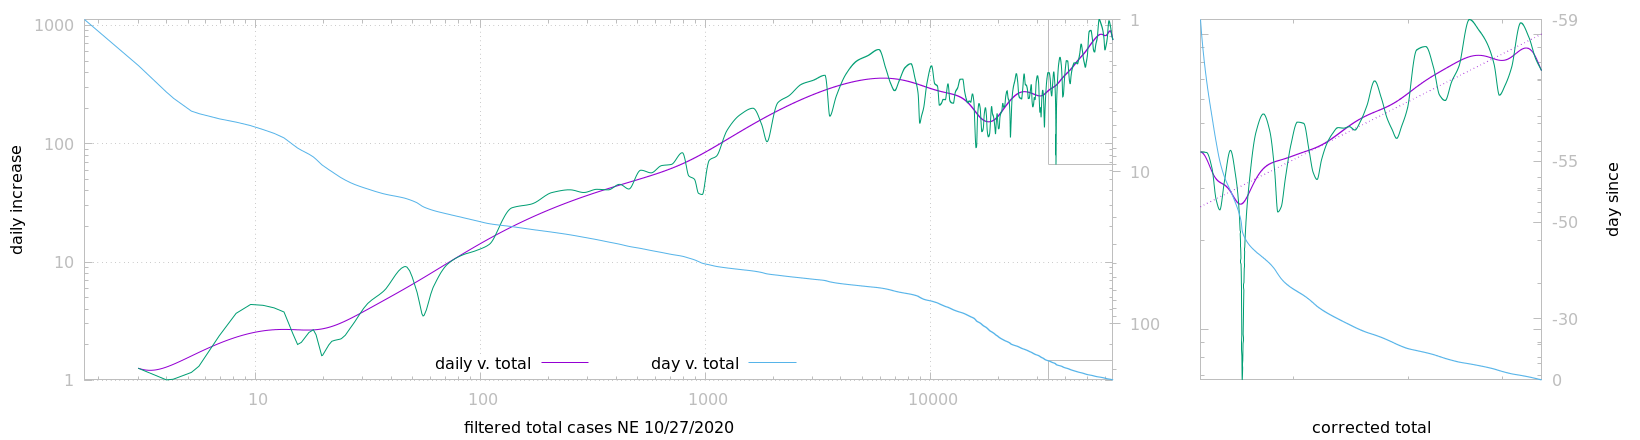 1000
100
10
1
daily increase
10
100
1000
10000
filtered total cases NE 10/27/2020
daily v. total
day v. total
1
10
100
-59
-55
-50
-30
0
day since
corrected total